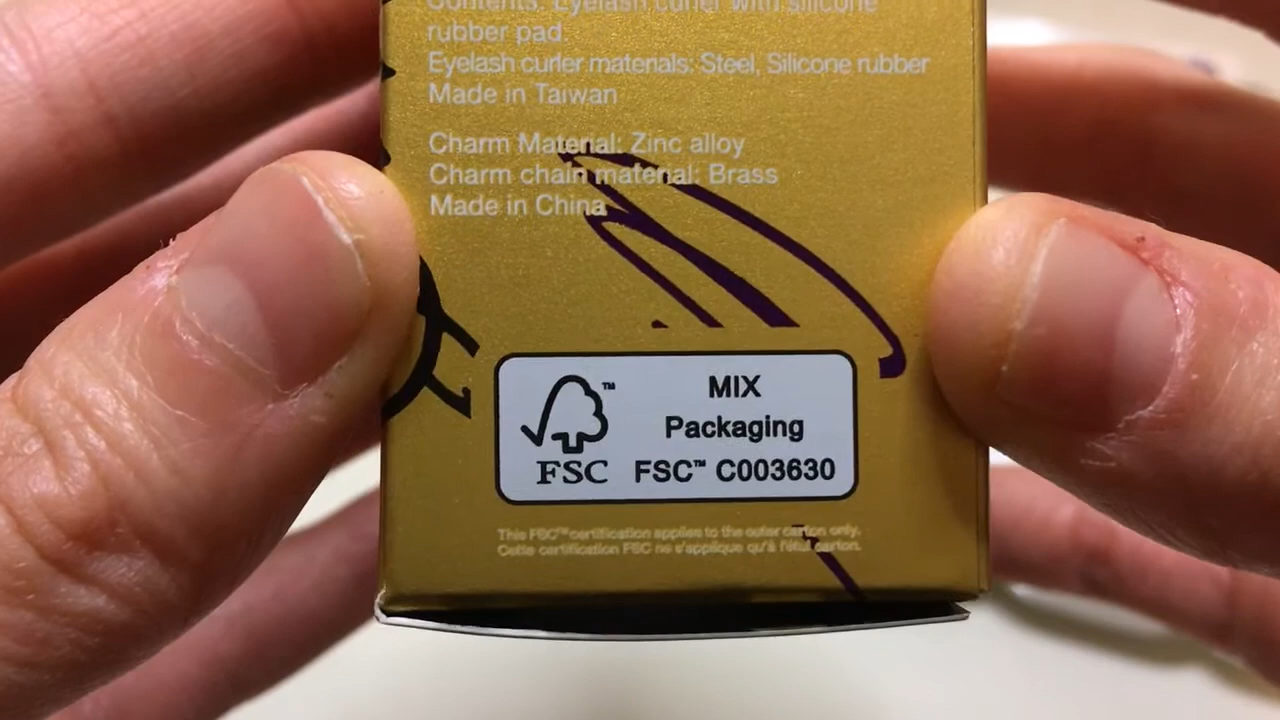 Contents: Eyelash curler with silicone
rubber pad
Eyelash curler materials: Steel, Silicone rubber
Made in Taiwan
Charm Material: Zinc alloy
Charm chain material: Brass
Made in China
FSC™
MIX
Packaging
FSC™ C003630
This FSC™ certification applies to the outer carton only.
Cette certification FSC ne s'applique qu'à l'étui carton.